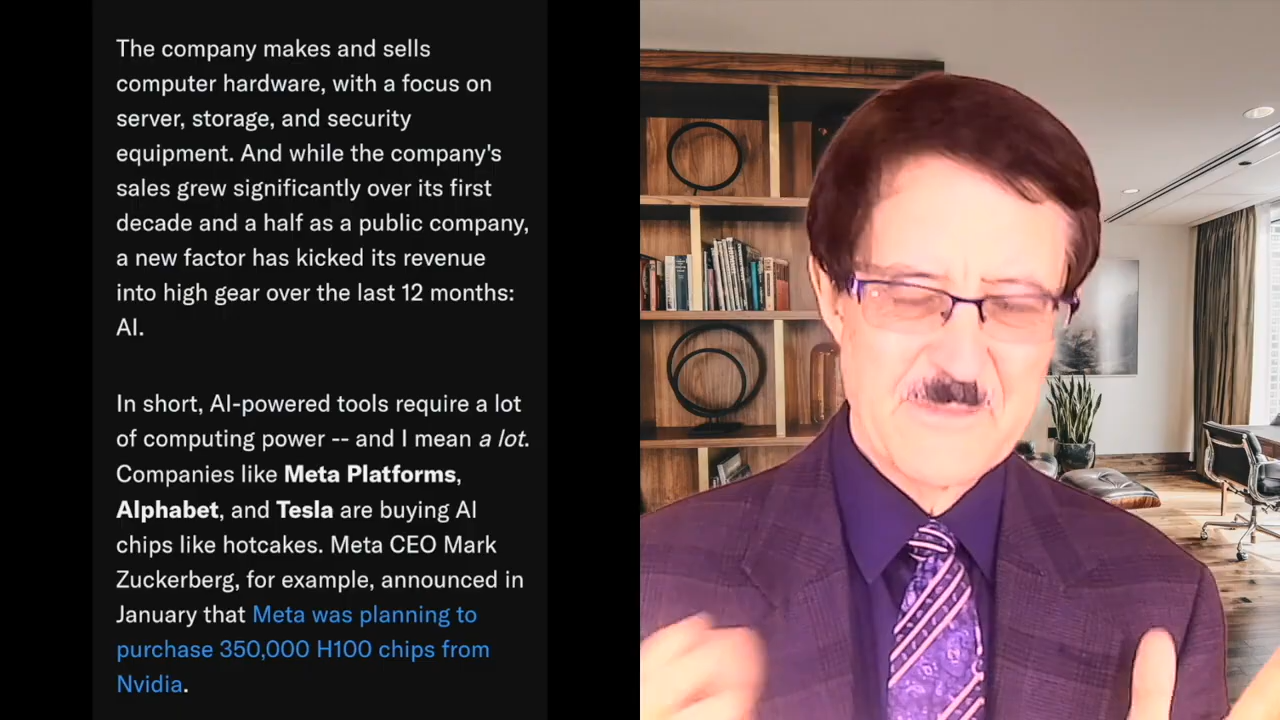 The company makes and sells
computer hardware, with a focus on
server, storage, and security
equipment. And while the company's
sales grew significantly over its first
decade and a half as a public company,
a new factor has kicked its revenue
into high gear over the last 12 months:
AI.
In short, AI-powered tools require a lot
of computing power -- and I mean a lot.
Companies like Meta Platforms,
Alphabet, and Tesla are buying AI
chips like hotcakes. Meta CEO Mark
Zuckerberg, for example, announced in
January that Meta was planning to
purchase 350,000 H100 chips from
Nvidia.